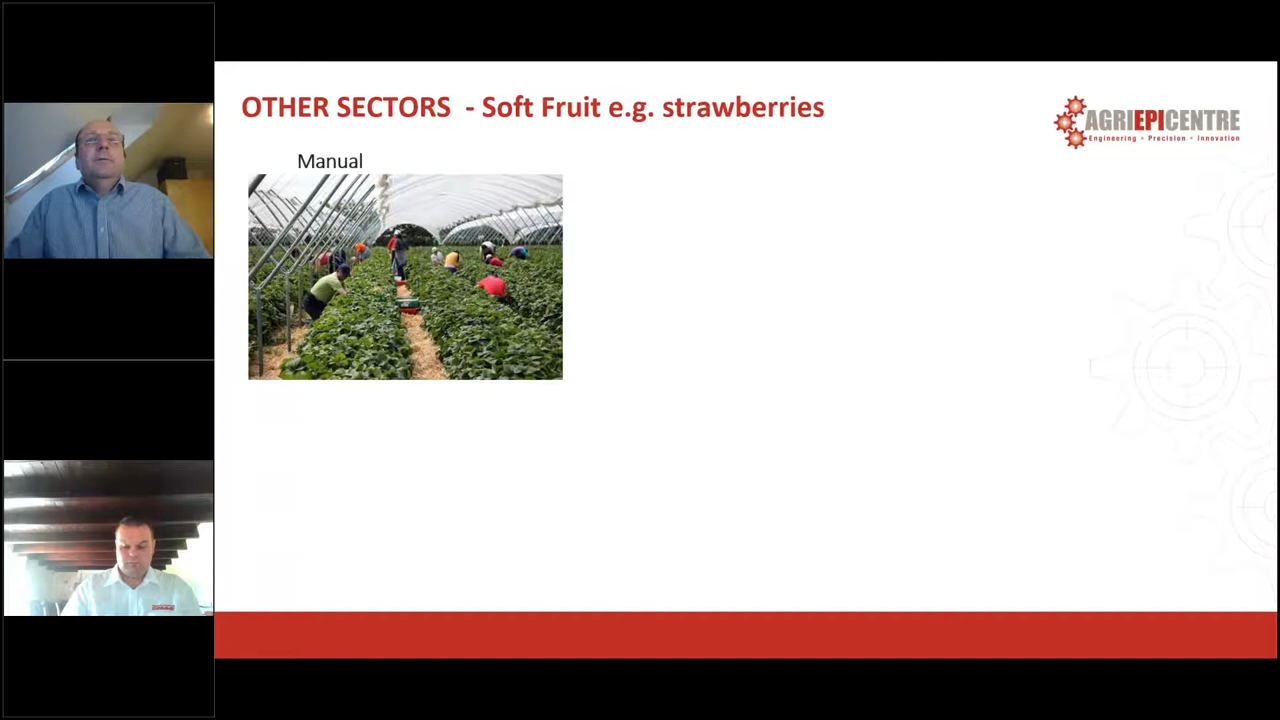 OTHER SECTORS - Soft Fruit e.g. strawberries
AGRIEPICENTRE
Engineering • Precision • Innovation
Manual